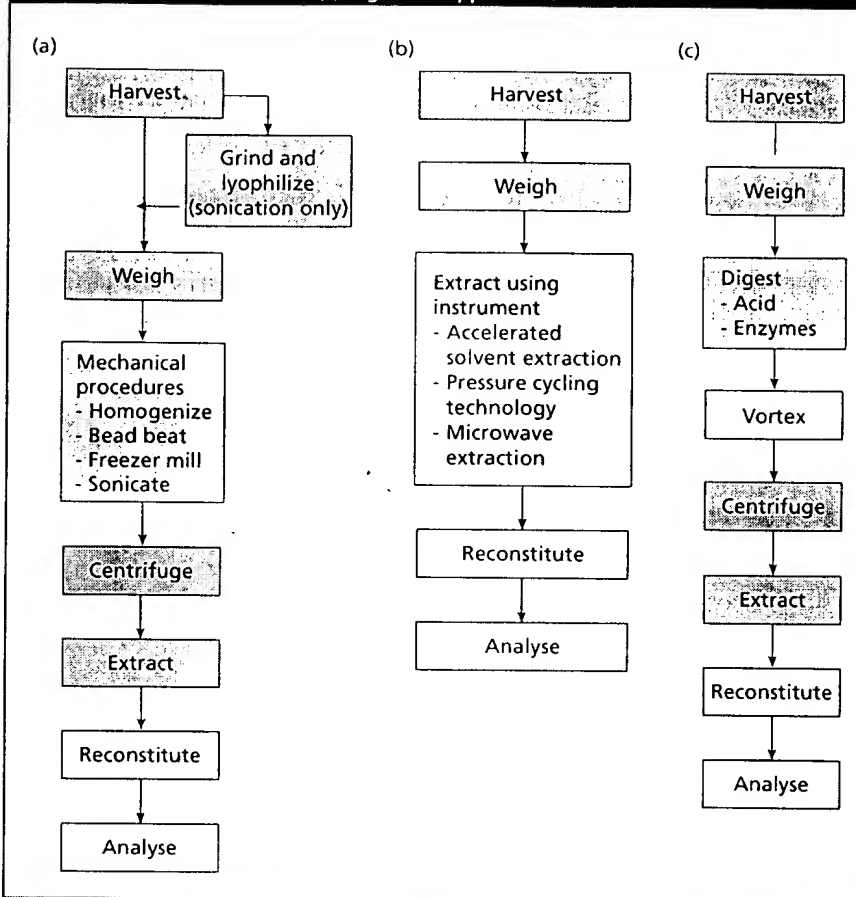 (a)
Harvest
Grind and
lyophilize
(sonication only)
Weigh
Mechanical
procedures
- Homogenize
- Bead beat
- Freezer mill
- Sonicate
Centrifuge
Extract
Reconstitute
Analyse
(b)
Harvest
Weigh
Extract using
instrument
- Accelerated
solvent extraction
- Pressure cycling
technology
- Microwave
extraction
Reconstitute
Analyse
(c)
Harvest
Weigh
Digest
- Acid
- Enzymes
Vortex
Centrifuge
Extract
Reconstitute
Analyse